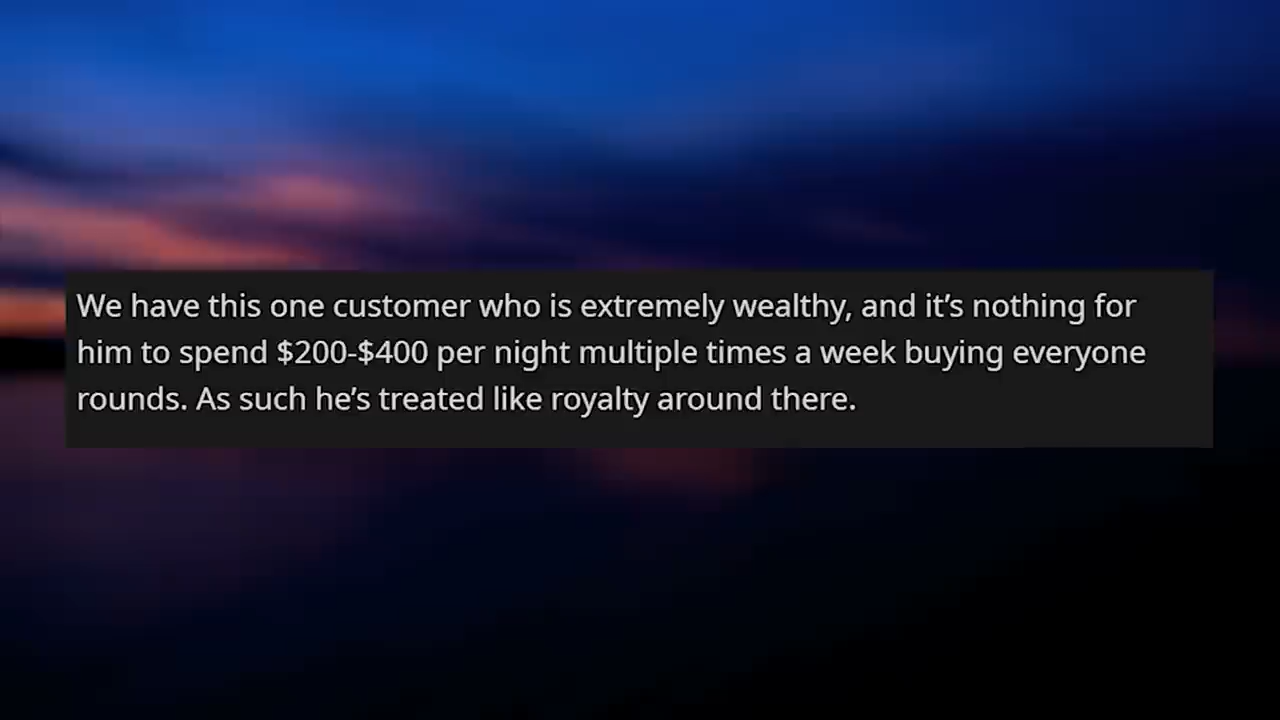 We have this one customer who is extremely wealthy, and it’s nothing for
him to spend $200-$400 per night multiple times a week buying everyone
rounds. As such he’s treated like royalty around there.